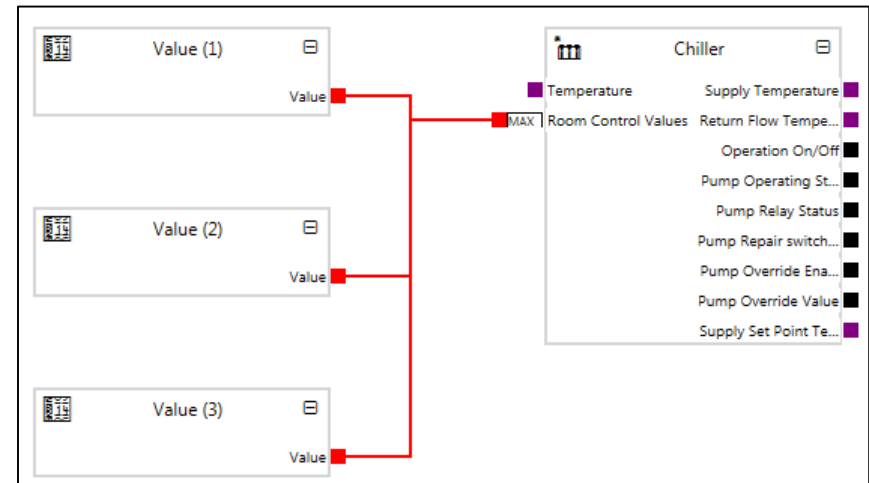 Value (1)
Value
Value (2)
Value
Value (3)
Value
Chiller
Temperature
Supply Temperature
MAX
Room Control Values
Return Flow Tempe...
Operation On/Off
Pump Operating St...
Pump Relay Status
Pump Repair switch...
Pump Override Ena...
Pump Override Value
Supply Set Point Te...